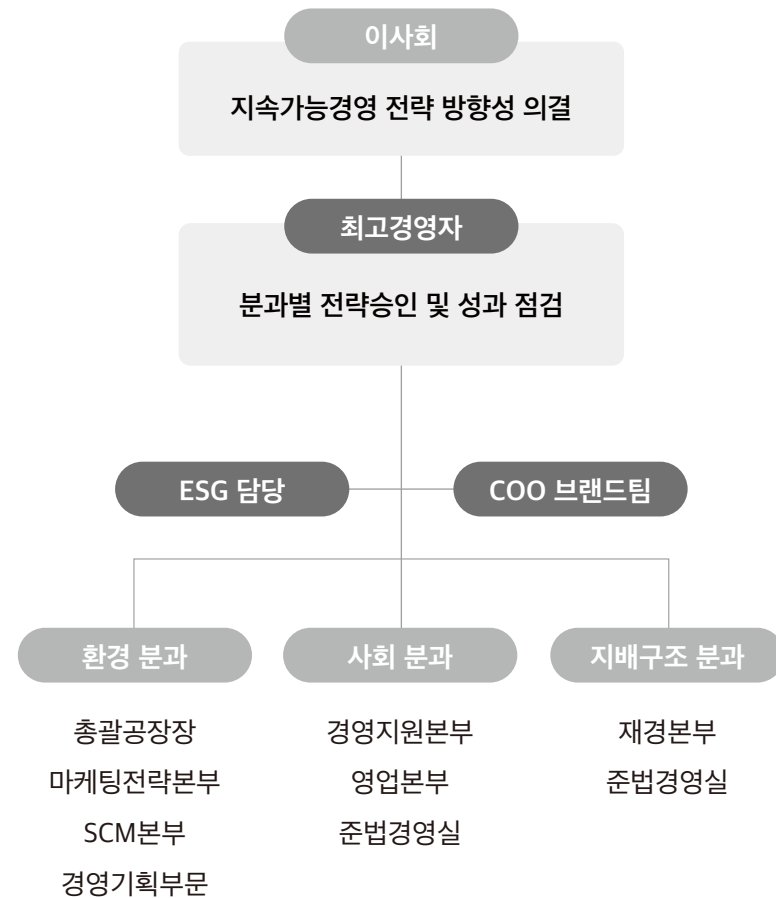 이사회
지속가능경영 전략 방향성 의결
최고경영자
분과별 전략승인 및 성과 점검
ESG 담당
COO 브랜드팀
환경 분과
총괄공장장
마케팅전략본부
SCM본부
경영기획부문
사회 분과
경영지원본부
영업본부
준법경영실
지배구조 분과
재경본부
준법경영실